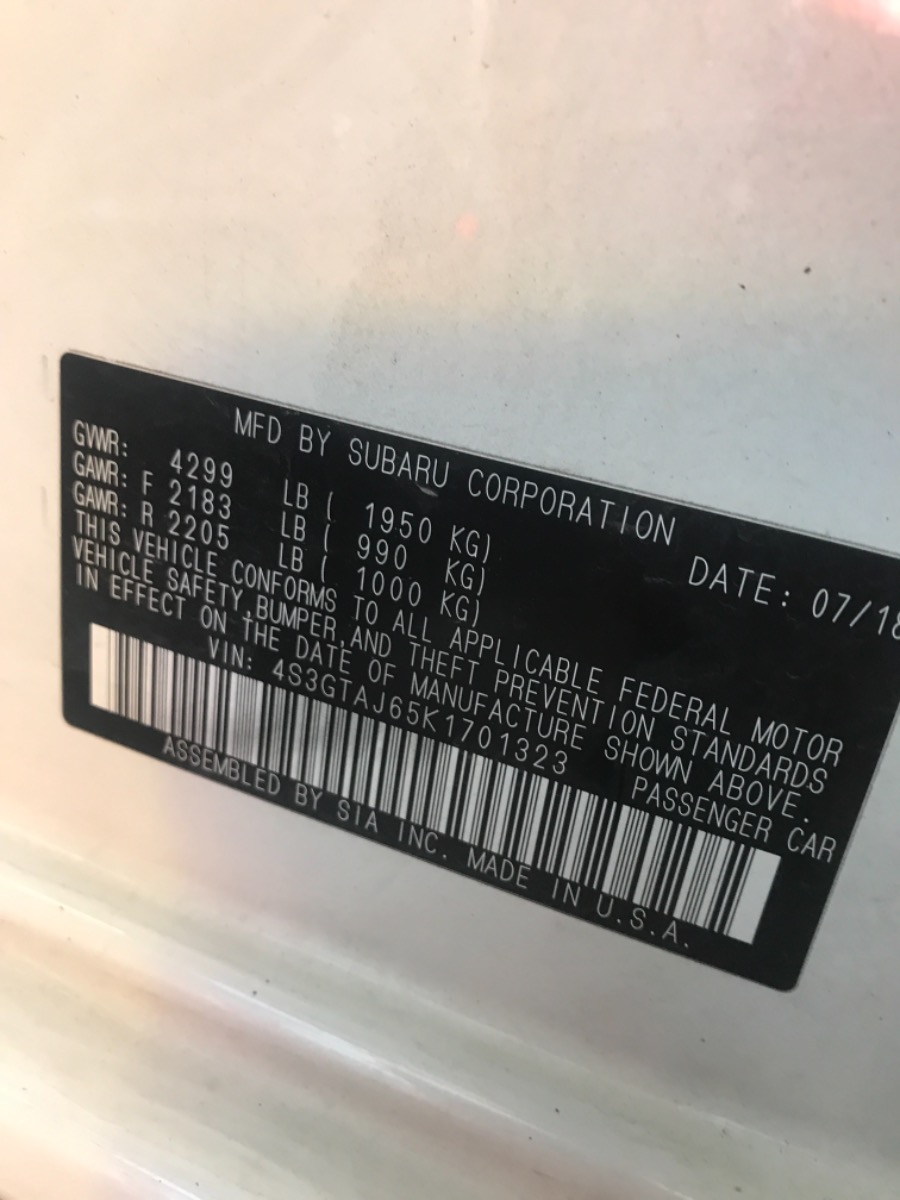 MFD BY SUBARU CORPORATION DATE: 07/18
GVWR: 4299 LB ( 1950 KG)
GAWR: F 2183 LB ( 990 KG)
GAWR: R 2205 LB ( 1000 KG)
THIS VEHICLE CONFORMS TO ALL APPLICABLE FEDERAL MOTOR
VEHICLE SAFETY,BUMPER,AND THEFT PREVENTION STANDARDS
IN EFFECT ON THE DATE OF MANUFACTURE SHOWN ABOVE.
VIN: 4S3GTAJ65K1701323 PASSENGER CAR
ASSEMBLED BY SIA INC. MADE IN U.S.A.